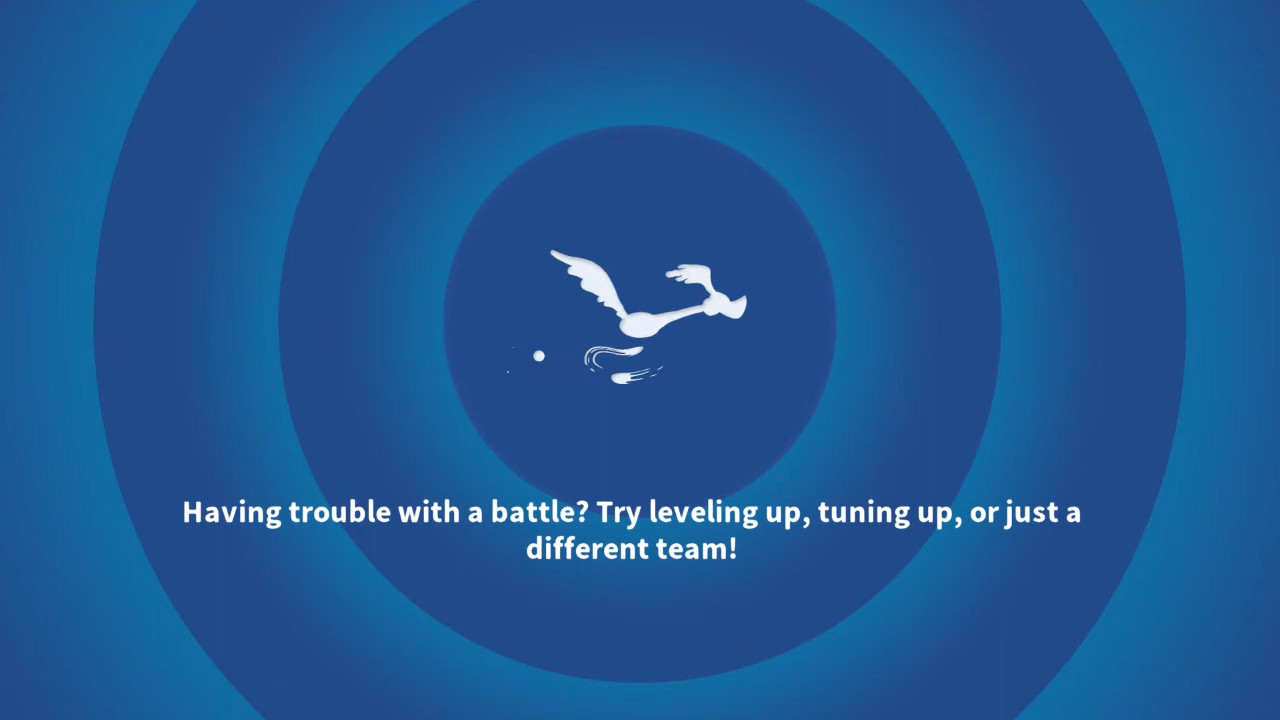 Having trouble with a battle? Try leveling up, tuning up, or just a
different team!